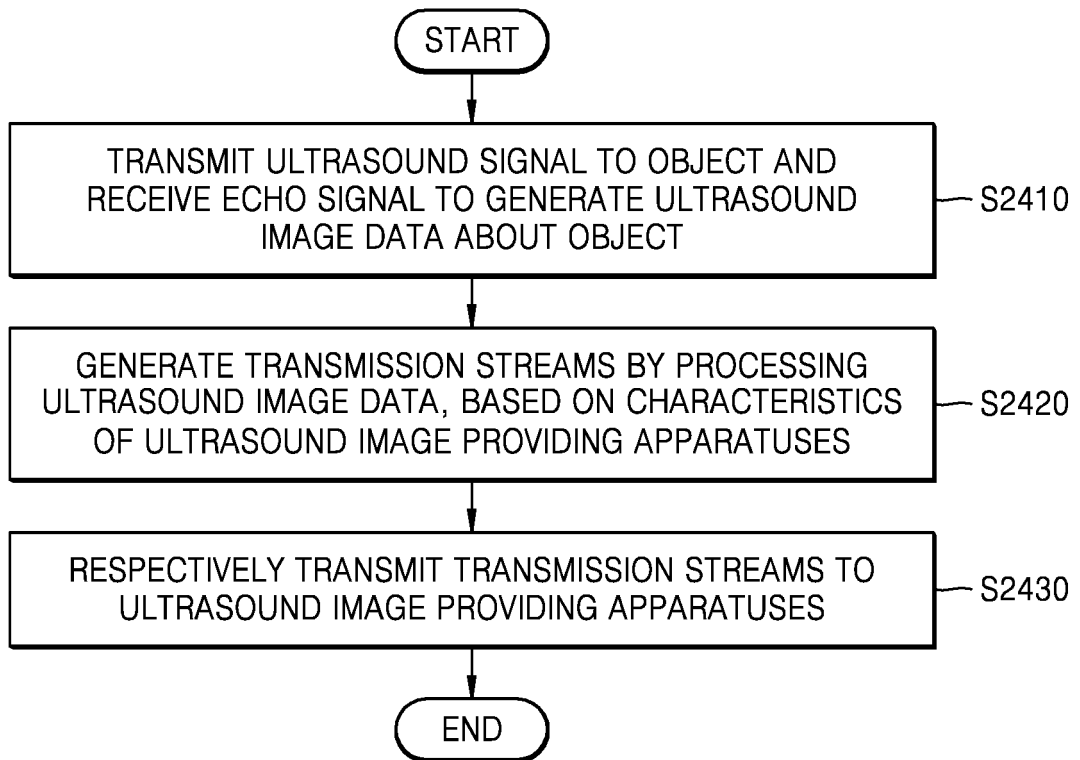 START
TRANSMIT ULTRASOUND SIGNAL TO OBJECT AND
RECEIVE ECHO SIGNAL TO GENERATE ULTRASOUND
IMAGE DATA ABOUT OBJECT
S2410
GENERATE TRANSMISSION STREAMS BY PROCESSING
ULTRASOUND IMAGE DATA, BASED ON CHARACTERISTICS
OF ULTRASOUND IMAGE PROVIDING APPARATUSES
S2420
RESPECTIVELY TRANSMIT TRANSMISSION STREAMS TO
ULTRASOUND IMAGE PROVIDING APPARATUSES
S2430
END